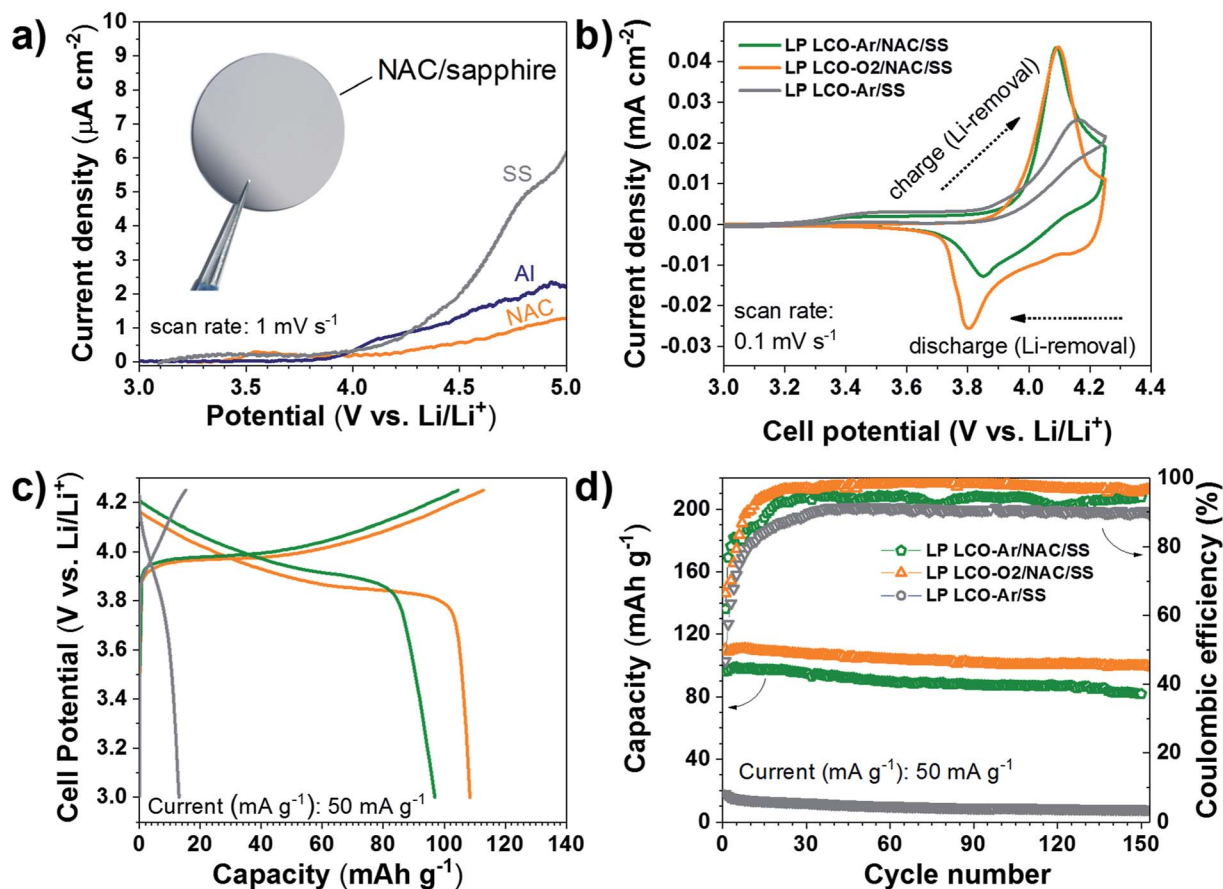 a)
10
9
8
7
6
5
4
3
2
1
0
Current density (μA cm⁻²)
NAC/sapphire
SS
Al
NAC
scan rate: 1 mV s⁻¹
3.0 3.5 4.0 4.5 5.0
Potential (V vs. Li/Li⁺)
b)
0.04
0.03
0.02
0.01
0.00
-0.01
-0.02
-0.03
Current density (mA cm⁻²)
LP LCO-Ar/NAC/SS
LP LCO-O2/NAC/SS
LP LCO-Ar/SS
charge (Li-removal)
scan rate:
0.1 mV s⁻¹
discharge (Li-removal)
3.0 3.2 3.4 3.6 3.8 4.0 4.2 4.4
Cell potential (V vs. Li/Li⁺)
c)
4.2
4.0
3.8
3.6
3.4
3.2
3.0
Cell Potential (V vs. Li/Li⁺)
Current (mA g⁻¹): 50 mA g⁻¹
0 20 40 60 80 100 120 140
Capacity (mAh g⁻¹)
d)
200
180
160
140
120
100
80
60
40
20
0
Capacity (mAh g⁻¹)
LP LCO-Ar/NAC/SS
LP LCO-O2/NAC/SS
LP LCO-Ar/SS
Current (mA g⁻¹): 50 mA g⁻¹
100
80
60
40
20
0
Coulombic efficiency (%)
0 30 60 90 120 150
Cycle number